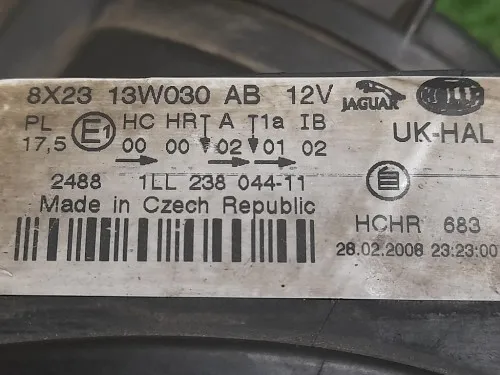 8X23 13W030 AB 12V JAGUAR
PL E1 HC HR T A T1a IB UK-HAL
17,5 00 00 02 01 02
2488 1LL 238 044-11
Made in Czech Republic
HCHR 683
28.02.2008 23:23:00